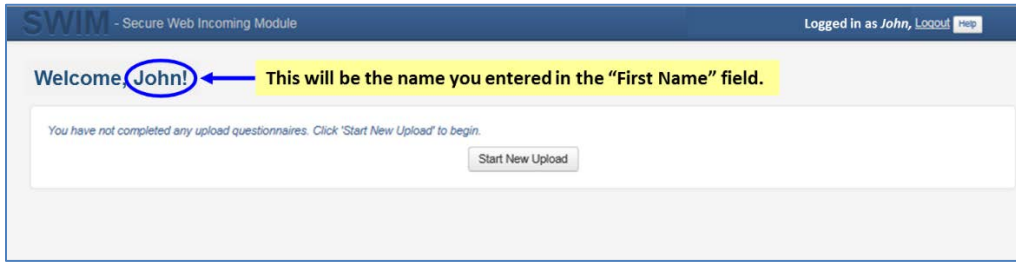 SWIM - Secure Web Incoming Module
Logged in as John, Logout Help
Welcome, John! This will be the name you entered in the “First Name” field.
You have not completed any upload questionnaires. Click 'Start New Upload' to begin.
Start New Upload